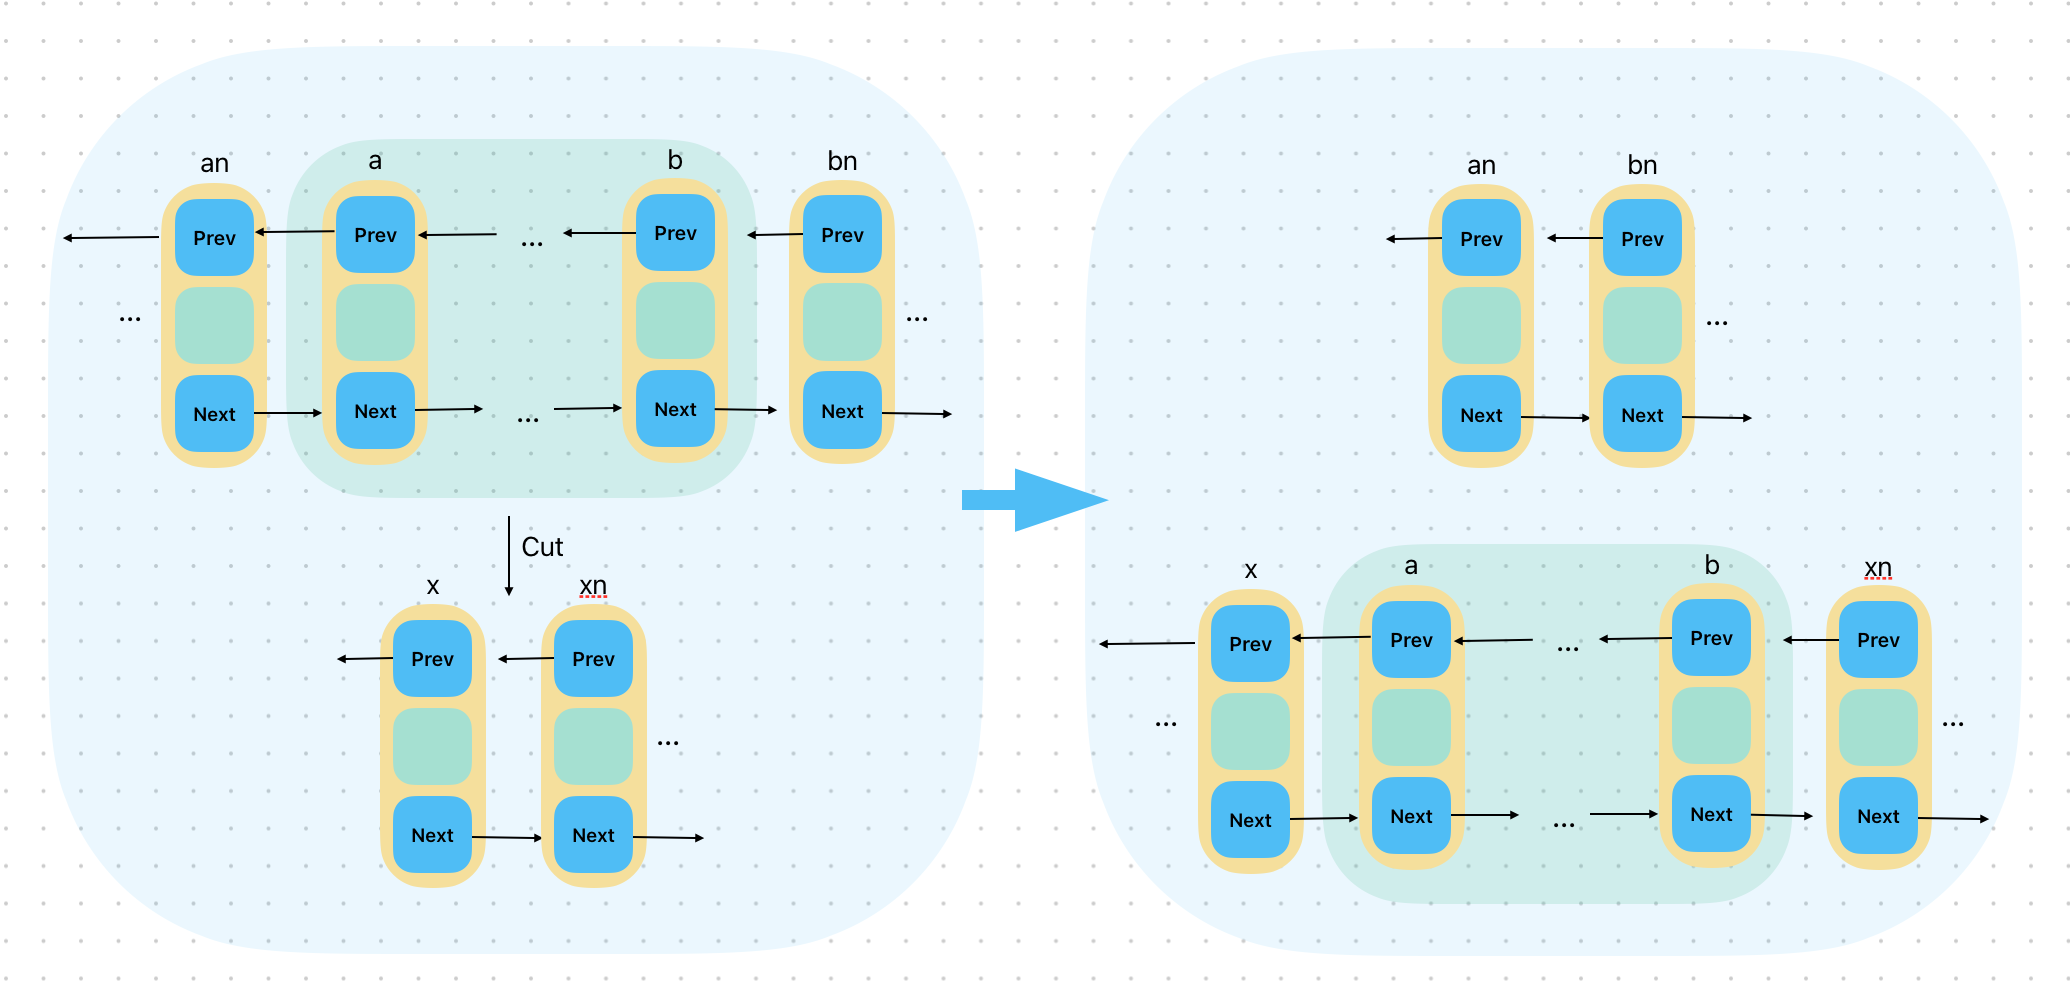 an a b bn
Prev Prev ... Prev Prev
... ...
Next Next ... Next Next
Cut
x xn
Prev Prev
...
Next Next
an bn
Prev Prev
...
Next Next
x a b xn
Prev Prev ... Prev Prev
... ...
Next Next ... Next Next